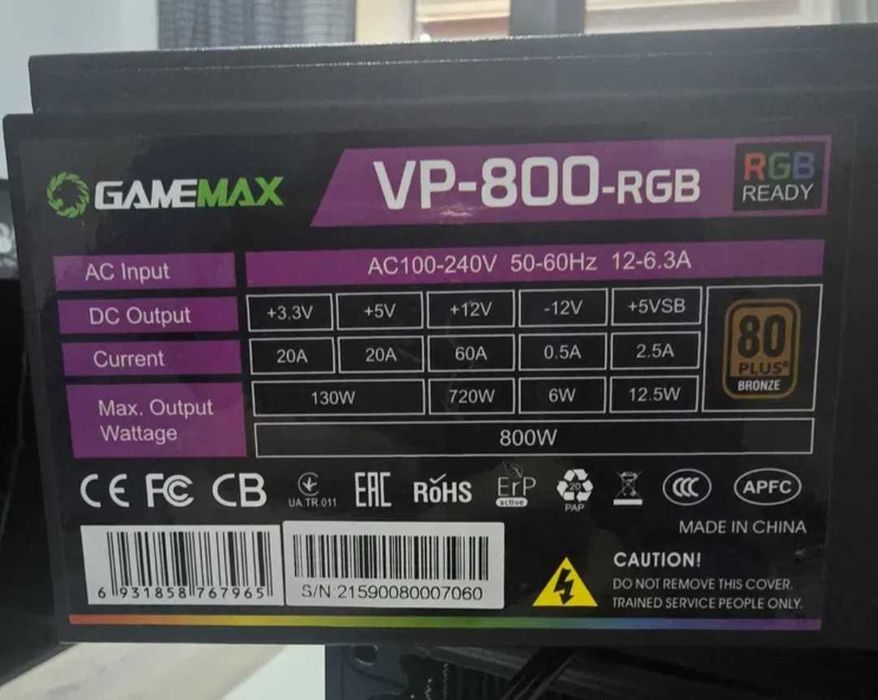 GAMEMAX
VP-800-RGB
RGB
READY
AC Input AC100-240V 50-60Hz 12-6.3A
DC Output +3.3V +5V +12V -12V +5VSB
Current 20A 20A 60A 0.5A 2.5A
Max. Output Wattage 130W 720W 6W 12.5W
800W
80
PLUS®
BRONZE
CE FC CB UA.TR.011 EAC RoHS ErP active 20 PAP CCC APFC
MADE IN CHINA
6 931858 767965
S/N:21590080007060
CAUTION!
DO NOT REMOVE THIS COVER.
TRAINED SERVICE PEOPLE ONLY.